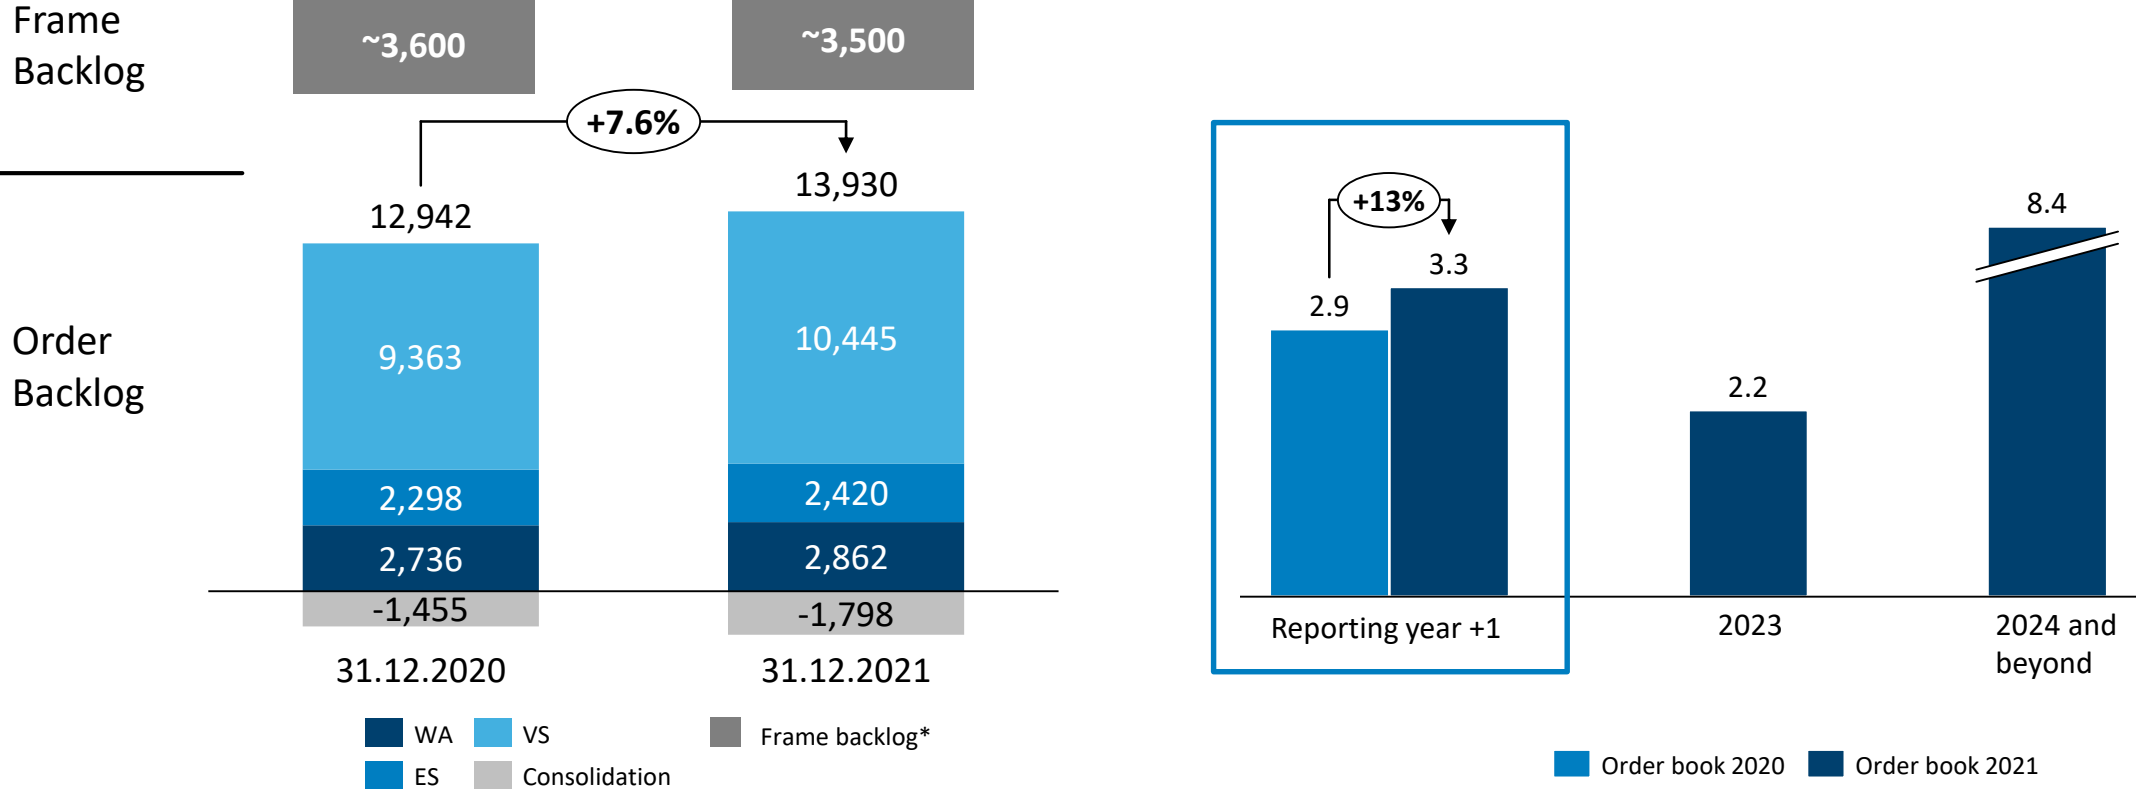 Frame
Backlog
~3,600
~3,500
+7.6%
12,942
13,930
Order
Backlog
9,363
10,445
2,298
2,420
2,736
2,862
-1,455
-1,798
31.12.2020
31.12.2021
WA
VS
Frame backlog*
ES
Consolidation
+13%
2.9
3.3
2.2
8.4
Reporting year +1
2023
2024 and
beyond
Order book 2020
Order book 2021